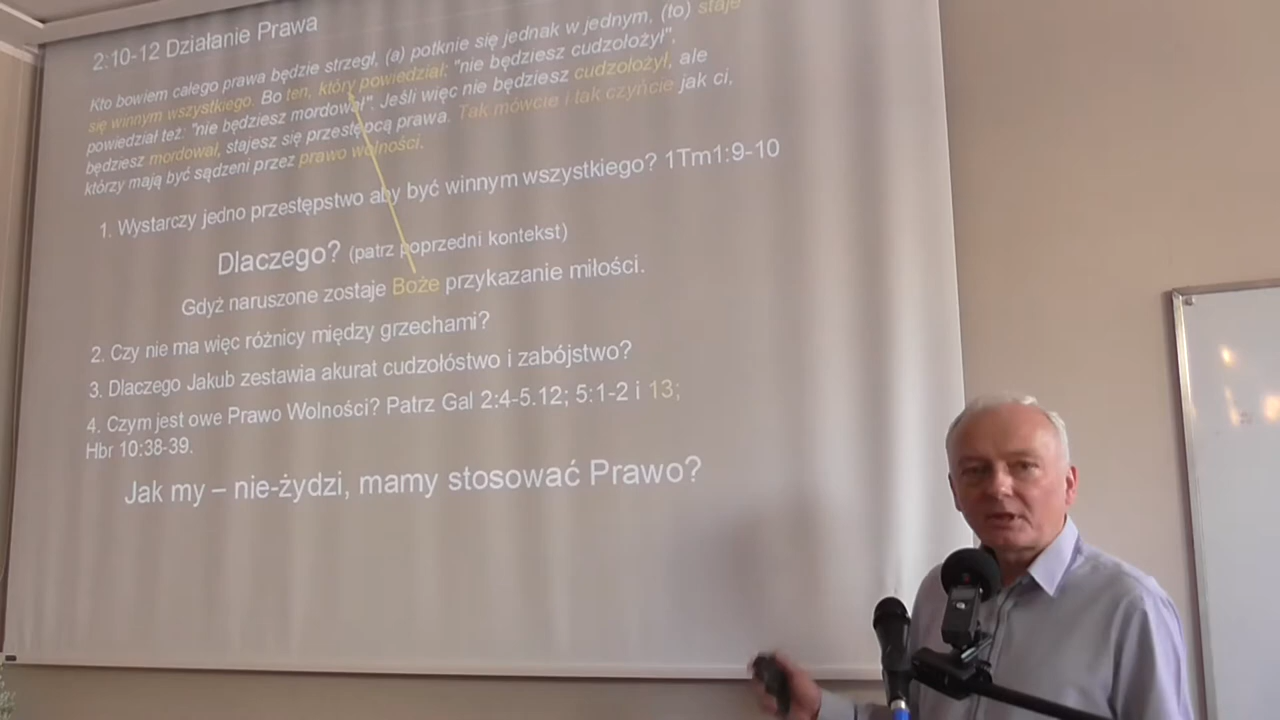 2:10-12 Działanie Prawa
Kto bowiem całego prawa będzie strzegł, (a) potknie się jednak w jednym, (to) staje
się winnym wszystkiego. Bo ten, który powiedział: "nie będziesz cudzołożył",
powiedział też: "nie będziesz mordował". Jeśli więc nie będziesz cudzołożył, ale
będziesz mordował, stajesz się przestępcą prawa. Tak mówcie i tak czyńcie jak ci,
którzy mają być sądzeni przez prawo wolności.
1. Wystarczy jedno przestępstwo aby być winnym wszystkiego? 1Tm1:9-10
Dlaczego? (patrz poprzedni kontekst)
Gdyż naruszone zostaje Boże przykazanie miłości.
2. Czy nie ma więc różnicy między grzechami?
3. Dlaczego Jakub zestawia akurat cudzołóstwo i zabójstwo?
4. Czym jest owe Prawo Wolności? Patrz Gal 2:4-5.12; 5:1-2 i 13;
Hbr 10:38-39.
Jak my – nie-żydzi, mamy stosować Prawo?